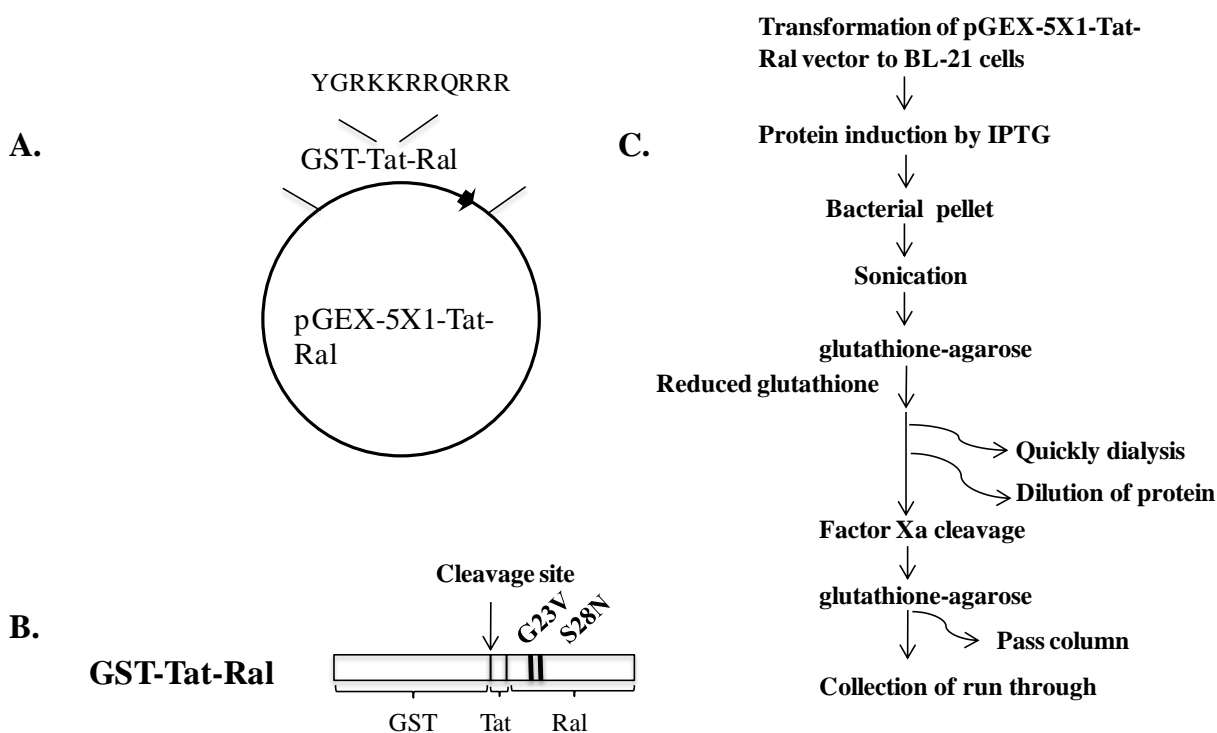 A.
YGRKKRRQRRR
GST-Tat-Ral
pGEX-5X1-Tat-
Ral
B.
Cleavage site
G23V
S28N
GST-Tat-Ral
GST
Tat
Ral
C.
Transformation of pGEX-5X1-Tat-
Ral vector to BL-21 cells
Protein induction by IPTG
Bacterial pellet
Sonication
glutathione-agarose
Reduced glutathione
Quickly dialysis
Dilution of protein
Factor Xa cleavage
glutathione-agarose
Pass column
Collection of run through